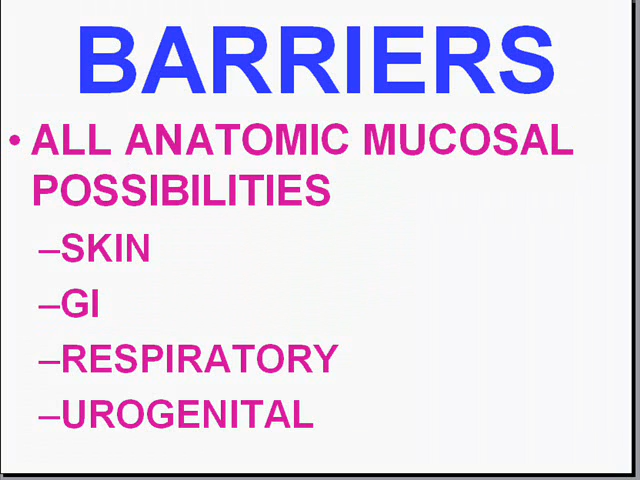 BARRIERS
• ALL ANATOMIC MUCOSAL
POSSIBILITIES
–SKIN
–GI
–RESPIRATORY
–UROGENITAL